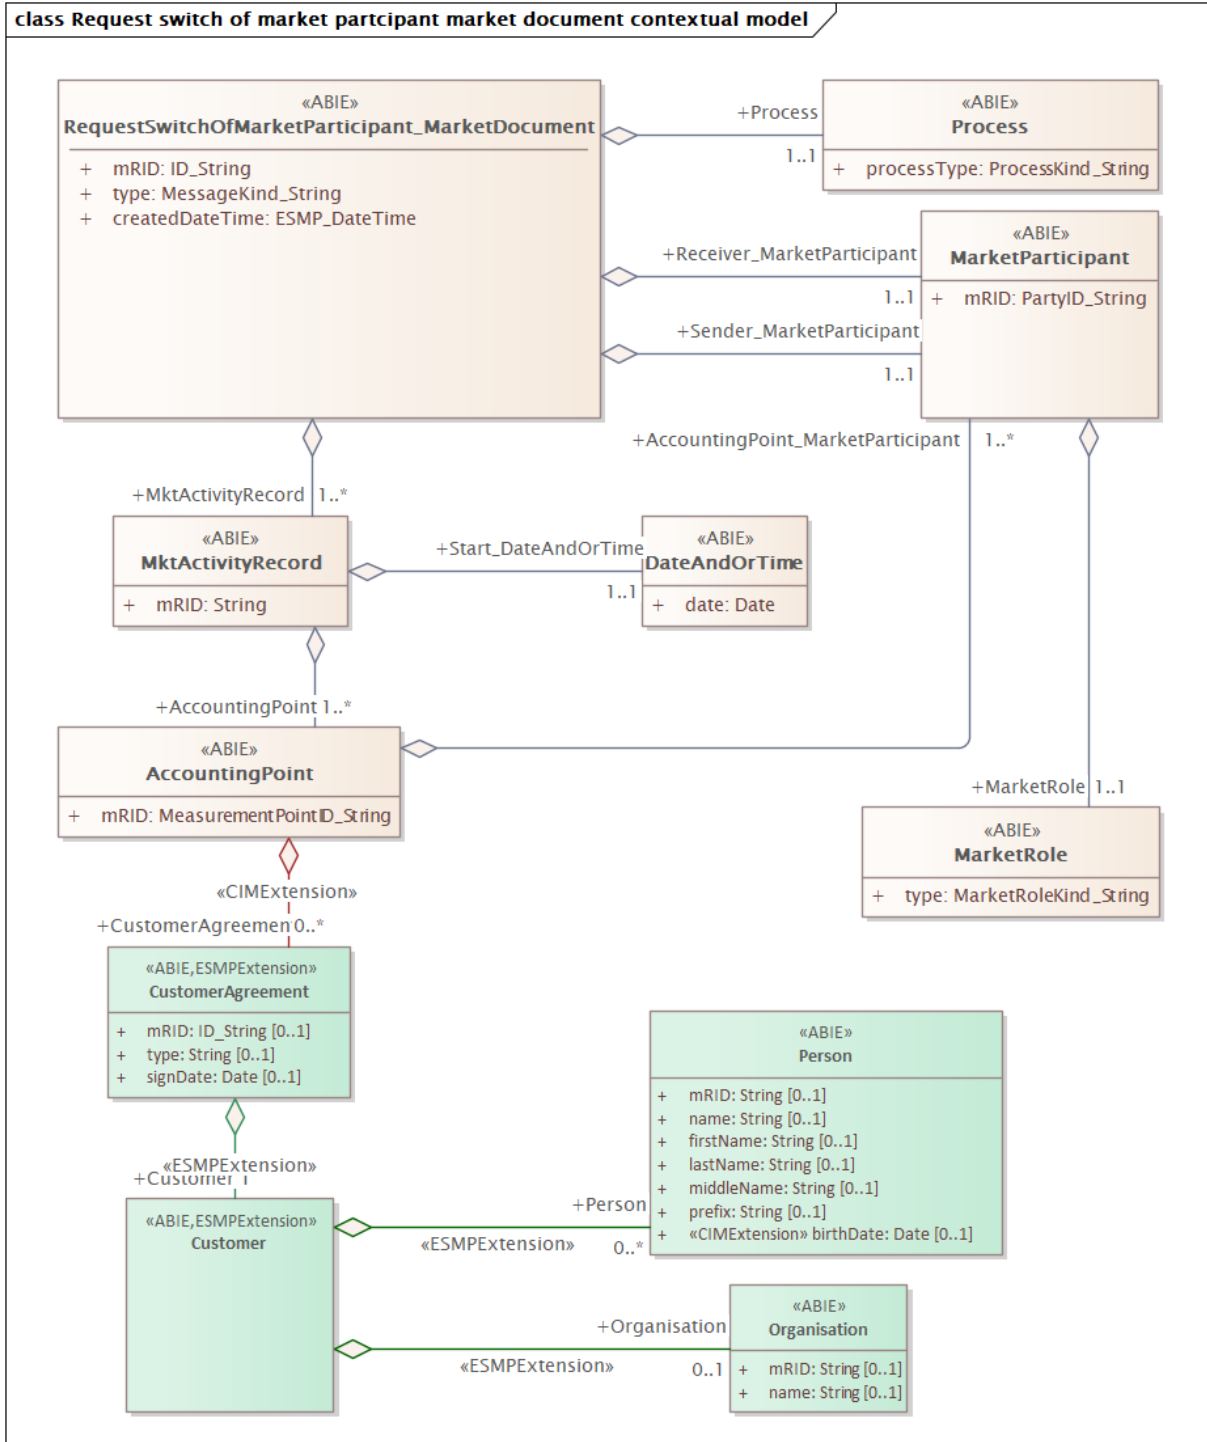 class Request switch of market partcipant market document contextual model
«ABIE»
RequestSwitchOfMarketParticipant_MarketDocument
+ mRID: ID_String
+ type: MessageKind_String
+ createdDateTime: ESMP_DateTime
+Process
1..1
«ABIE»
Process
+ processType: ProcessKind_String
+Receiver_MarketParticipant
1..1
+Sender_MarketParticipant
1..1
«ABIE»
MarketParticipant
+ mRID: PartyID_String
+AccountingPoint_MarketParticipant
1..*
+MktActivityRecord
1..*
«ABIE»
MktActivityRecord
+ mRID: String
+Start_DateAndOrTime
1..1
«ABIE»
DateAndOrTime
+ date: Date
+AccountingPoint
1..*
«ABIE»
AccountingPoint
+ mRID: MeasurementPointID_String
+MarketRole
1..1
«ABIE»
MarketRole
+ type: MarketRoleKind_String
«CIMExtension»
+CustomerAgreemen
0..*
«ABIE,ESMPExtension»
CustomerAgreement
+ mRID: ID_String [0..1]
+ type: String [0..1]
+ signDate: Date [0..1]
«ESMPExtension»
+Customer 1
«ABIE,ESMPExtension»
Customer
+Person
«ESMPExtension»
0..*
«ABIE»
Person
+ mRID: String [0..1]
+ name: String [0..1]
+ firstName: String [0..1]
+ lastName: String [0..1]
+ middleName: String [0..1]
+ prefix: String [0..1]
+ «CIMExtension» birthDate: Date [0..1]
+Organisation
«ESMPExtension»
0..1
«ABIE»
Organisation
+ mRID: String [0..1]
+ name: String [0..1]